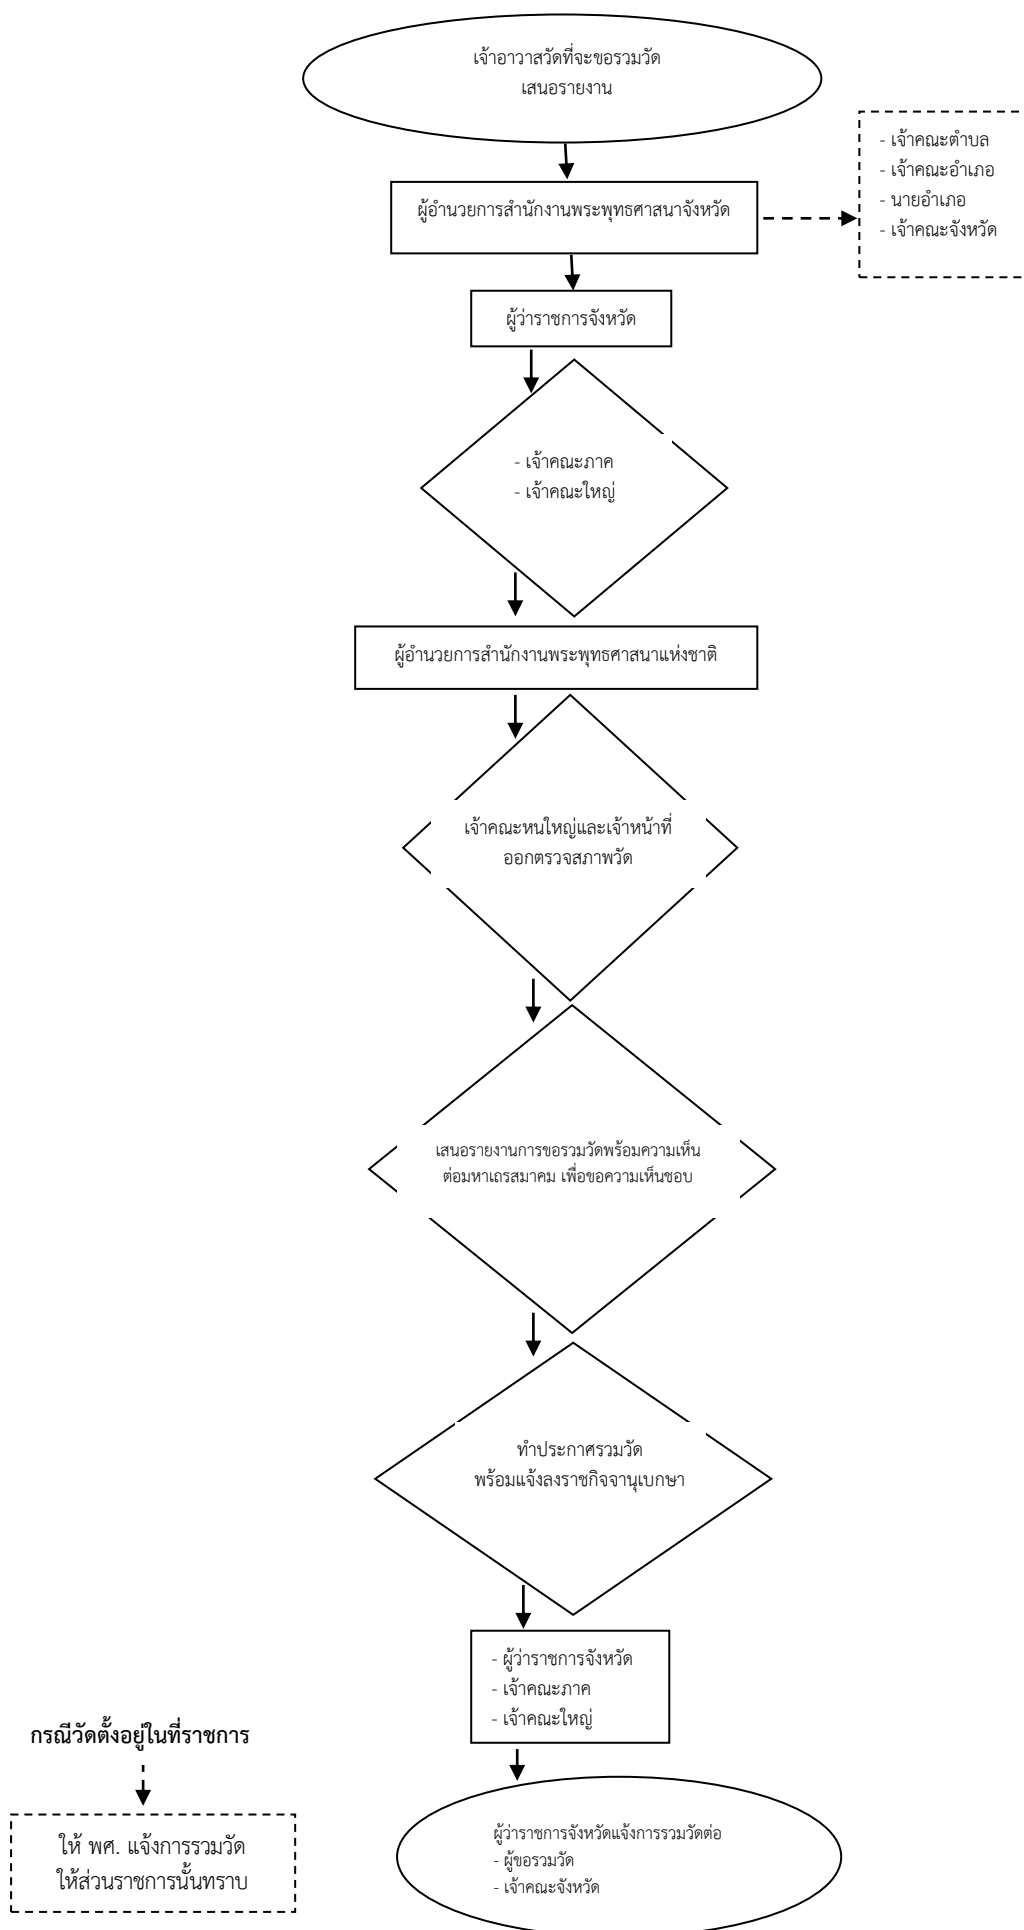 เจ้าอาวาสวัดที่จะขอรวมวัด
เสนอรายงาน
ผู้อำนวยการสำนักงานพระพุทธศาสนาจังหวัด
- เจ้าคณะตำบล
- เจ้าคณะอำเภอ
- นายอำเภอ
- เจ้าคณะจังหวัด
ผู้ว่าราชการจังหวัด
- เจ้าคณะภาค
- เจ้าคณะใหญ่
ผู้อำนวยการสำนักงานพระพุทธศาสนาแห่งชาติ
เจ้าคณะหนใหญ่และเจ้าหน้าที่
ออกตรวจสภาพวัด
เสนอรายงานการขอรวมวัดพร้อมความเห็น
ต่อมหาเถรสมาคม เพื่อขอความเห็นชอบ
ทำประกาศรวมวัด
พร้อมแจ้งลงราชกิจจานุเบกษา
- ผู้ว่าราชการจังหวัด
- เจ้าคณะภาค
- เจ้าคณะใหญ่
กรณีวัดตั้งอยู่ในที่ราชการ
ให้ พศ. แจ้งการรวมวัด
ให้ส่วนราชการนั้นทราบ
ผู้ว่าราชการจังหวัดแจ้งการรวมวัดต่อ
- ผู้ขอรวมวัด
- เจ้าคณะจังหวัด